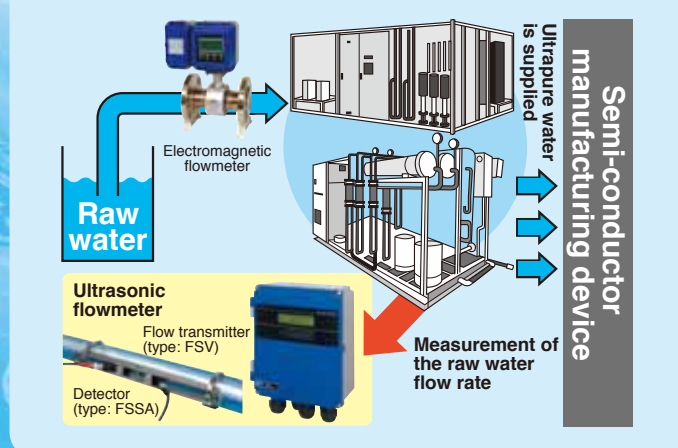 Electromagnetic
flowmeter
Raw
water
Ultrapure water
is supplied
Semi-conductor
manufacturing device
Ultrasonic
flowmeter
Flow transmitter
(type: FSV)
Detector
(type: FSSA)
Measurement of
the raw water
flow rate